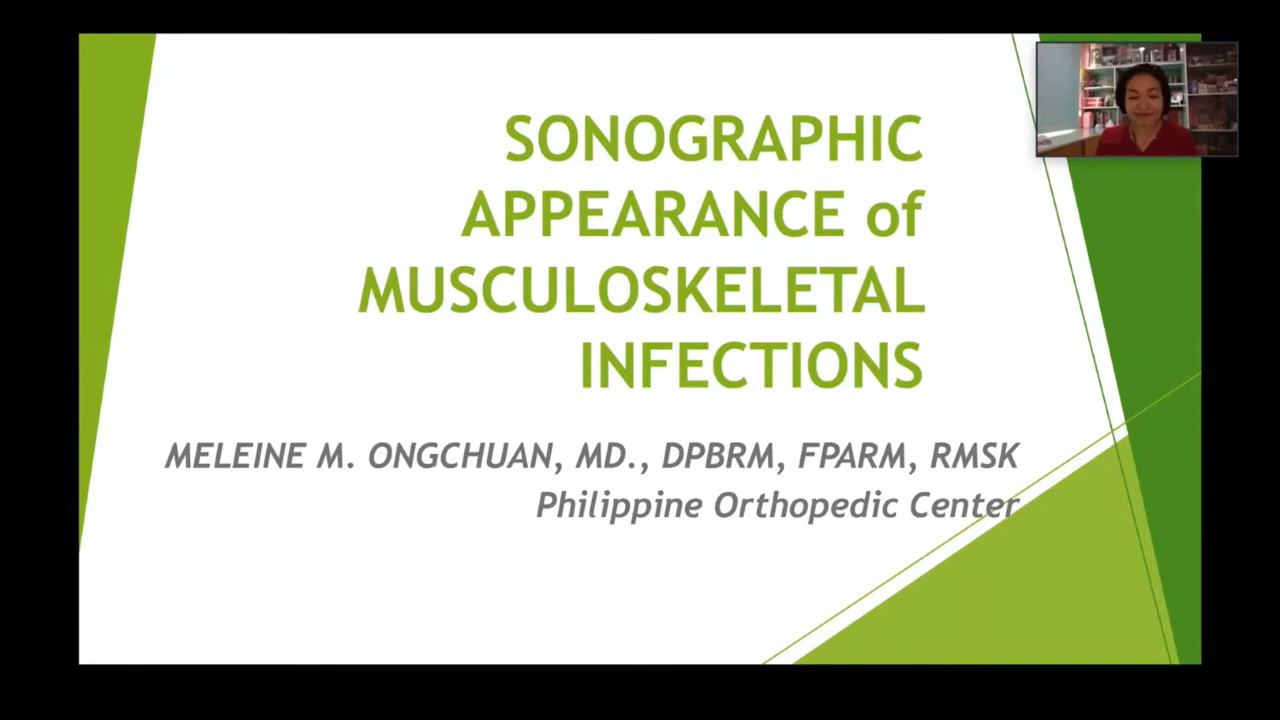 SONOGRAPHIC
APPEARANCE of
MUSCULOSKELETAL
INFECTIONS
MELEINE M. ONGCHUAN, MD., DPBRM, FPARM, RMSK
Philippine Orthopedic Center